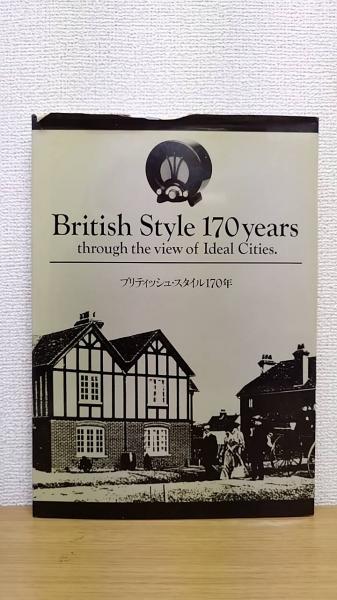 British Style 170 years
through the view of Ideal Cities.
ブリティッシュ・スタイル170年